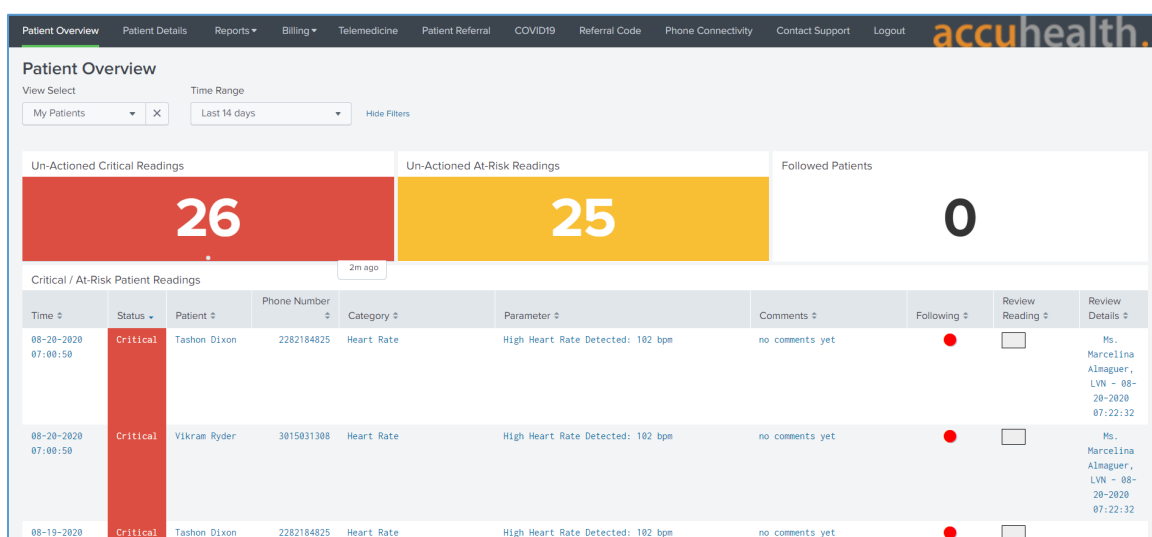 Patient Overview Patient Details Reports Billing Telemedicine Patient Referral COVID19 Referral Code Phone Connectivity Contact Support Logout accuhealth.
Patient Overview
View Select Time Range
My Patients Last 14 days Hide Filters
Un-Actioned Critical Readings Un-Actioned At-Risk Readings Followed Patients
26 25 0
2m ago
Critical / At-Risk Patient Readings
Time Status Patient Phone Number Category Parameter Comments Following Review Reading Review Details
08-20-2020 Critical Tashon Dixon 2282184825 Heart Rate High Heart Rate Detected: 102 bpm no comments yet Ms.
07:00:50 Marcelina
Almaguer,
LVN - 08-
20-2020
07:22:32
08-20-2020 Critical Vikram Ryder 3015031308 Heart Rate High Heart Rate Detected: 102 bpm no comments yet Ms.
07:00:50 Marcelina
Almaguer,
LVN - 08-
20-2020
07:22:32
08-19-2020 Critical Tashon Dixon 2282184825 Heart Rate High Heart Rate Detected: 102 bpm no comments yet